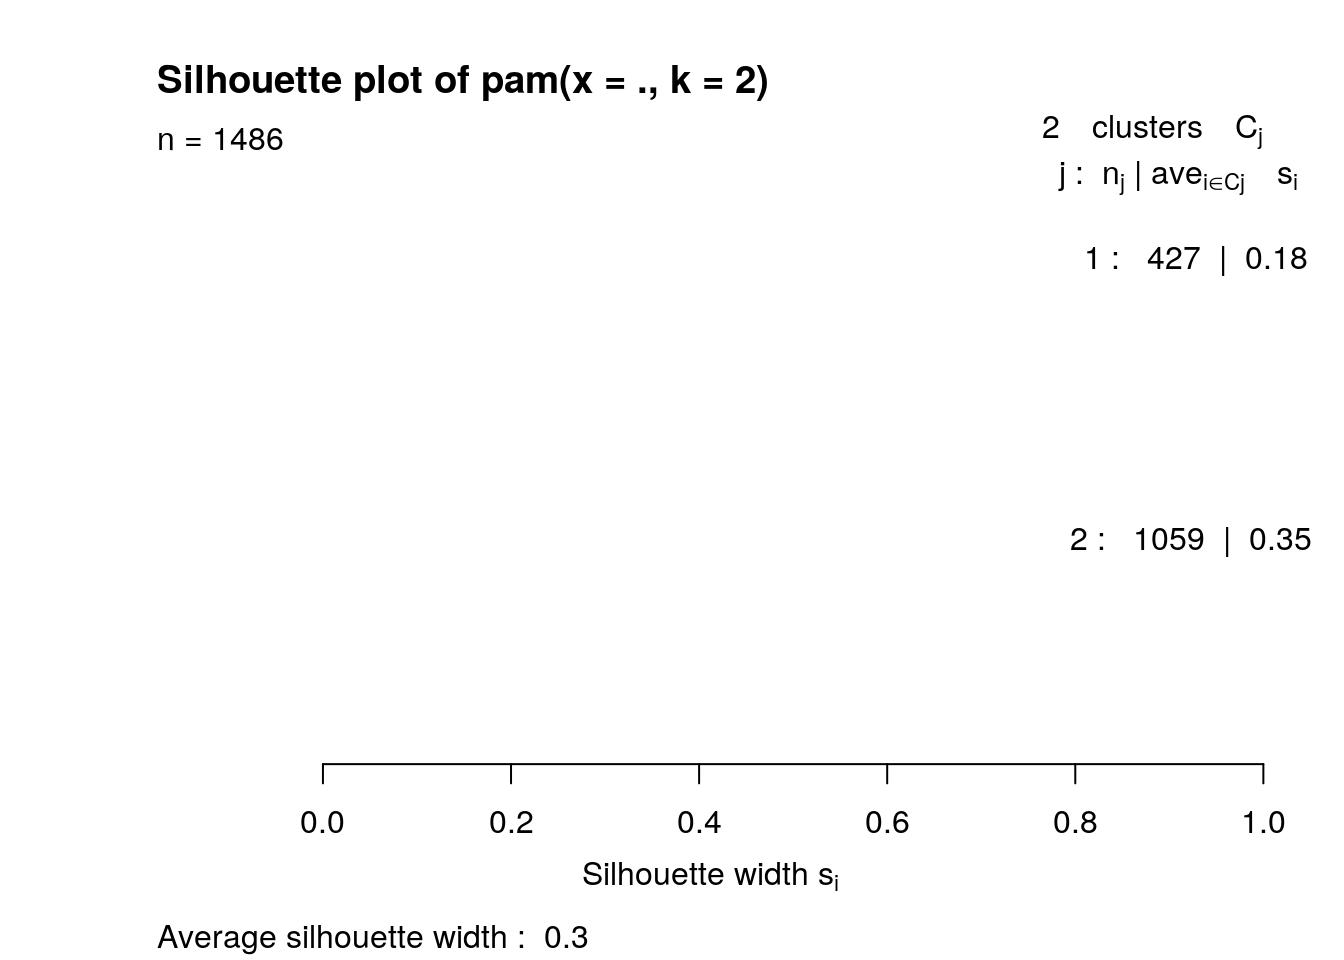 Silhouette plot of pam(x = ., k = 2)
n = 1486
2 clusters Cj
j : nj | avei∈Cj si
1 : 427 | 0.18
2 : 1059 | 0.35
0.0 0.2 0.4 0.6 0.8 1.0
Silhouette width si
Average silhouette width : 0.3